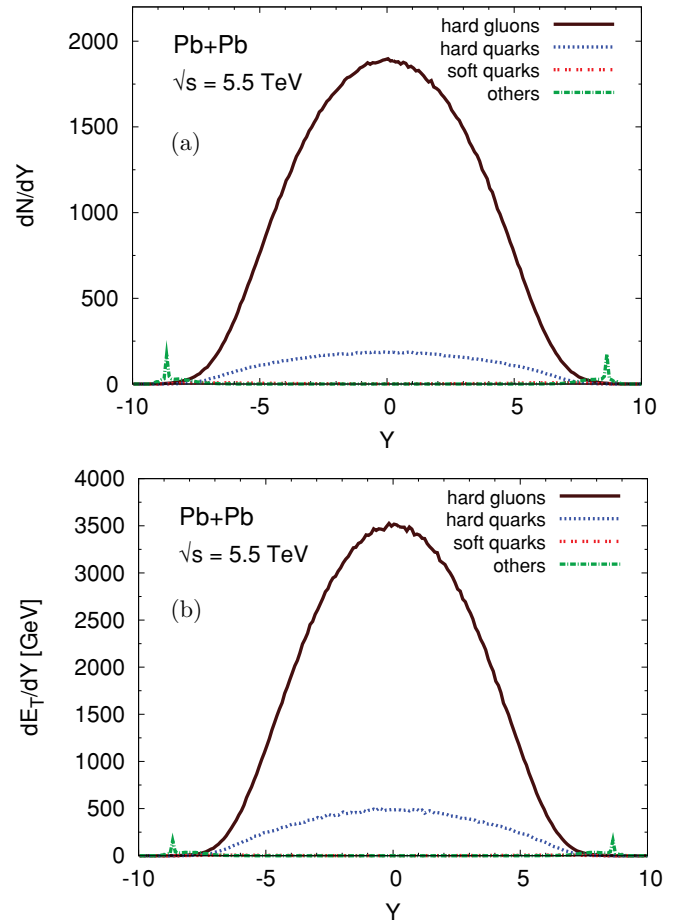 2000
1500
1000
500
0
dN/dY
Pb+Pb
√s = 5.5 TeV
(a)
hard gluons
hard quarks
soft quarks
others
-10 -5 0 5 10
Y
4000
3500
3000
2500
2000
1500
1000
500
0
dE_T/dY [GeV]
Pb+Pb
√s = 5.5 TeV
(b)
hard gluons
hard quarks
soft quarks
others
-10 -5 0 5 10
Y